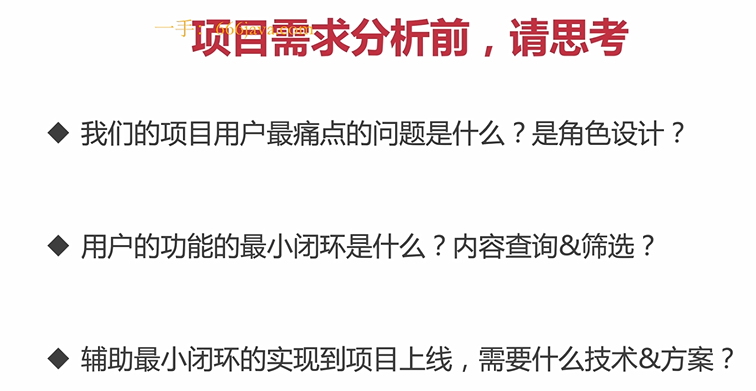 一手：666java.com
项目需求分析前，请思考
◆ 我们的项目用户最痛点的问题是什么？是角色设计？
◆ 用户的功能的最小闭环是什么？内容查询&筛选？
◆ 辅助最小闭环的实现到项目上线，需要什么技术&方案？